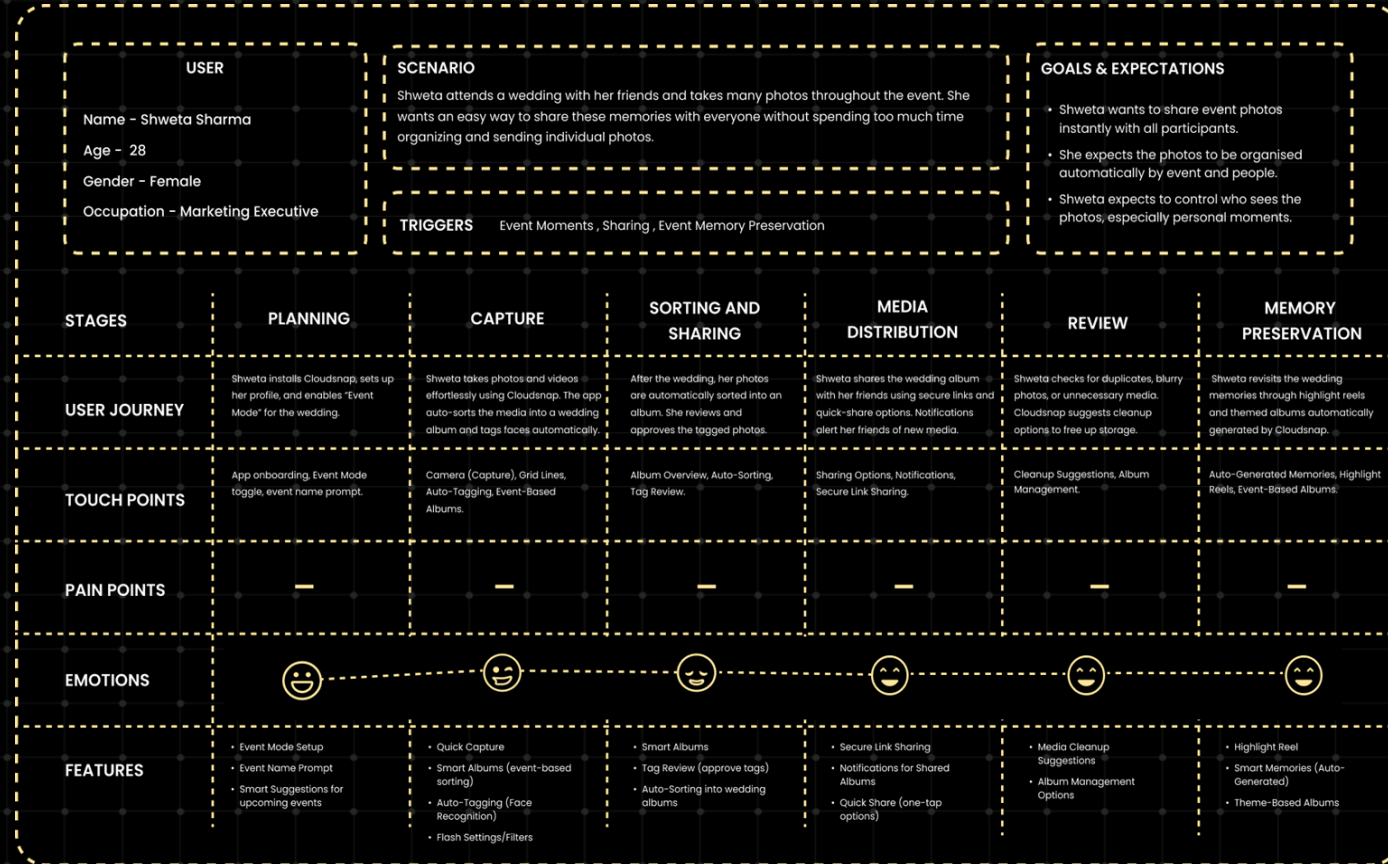 USER
Name - Shweta Sharma
Age - 28
Gender - Female
Occupation - Marketing Executive
SCENARIO
Shweta attends a wedding with her friends and takes many photos throughout the event. She
wants an easy way to share these memories with everyone without spending too much time
organizing and sending individual photos.
TRIGGERS Event Moments , Sharing , Event Memory Preservation
GOALS & EXPECTATIONS
• Shweta wants to share event photos
instantly with all participants.
• She expects the photos to be organised
automatically by event and people.
• Shweta expects to control who sees the
photos, especially personal moments.
STAGES
PLANNING
CAPTURE
SORTING AND
SHARING
MEDIA
DISTRIBUTION
REVIEW
MEMORY
PRESERVATION
USER JOURNEY
Shweta installs Cloudsnap, sets up
her profile, and enables "Event
Mode" for the wedding.
Shweta takes photos and videos
effortlessly using Cloudsnap. The app
auto-sorts the media into a wedding
album and tags faces automatically.
After the wedding, her photos
are automatically sorted into an
album. She reviews and
approves the tagged photos.
Shweta shares the wedding album
with her friends using secure links and
quick-share options. Notifications
alert her friends of new media.
Shweta checks for duplicates, blurry
photos, or unnecessary media.
Cloudsnap suggests cleanup
options to free up storage.
Shweta revisits the wedding
memories through highlight reels
and themed albums automatically
generated by Cloudsnap.
TOUCH POINTS
App onboarding, Event Mode
toggle, event name prompt.
Camera (Capture), Grid Lines,
Auto-Tagging, Event-Based
Albums.
Album Overview, Auto-Sorting,
Tag Review.
Sharing Options, Notifications,
Secure Link Sharing.
Cleanup Suggestions, Album
Management.
Auto-Generated Memories, Highlight
Reels, Event-Based Albums.
PAIN POINTS
EMOTIONS
FEATURES
• Event Mode Setup
• Event Name Prompt
• Smart Suggestions for
upcoming events
• Quick Capture
• Smart Albums (event-based
sorting)
• Auto-Tagging (Face
Recognition)
• Flash Settings/Filters
• Smart Albums
• Tag Review (approve tags)
• Auto-Sorting into wedding
albums
• Secure Link Sharing
• Notifications for Shared
Albums
• Quick Share (one-tap
options)
• Media Cleanup
Suggestions
• Album Management
Options
• Highlight Reel
• Smart Memories (Auto-
Generated)
• Theme-Based Albums